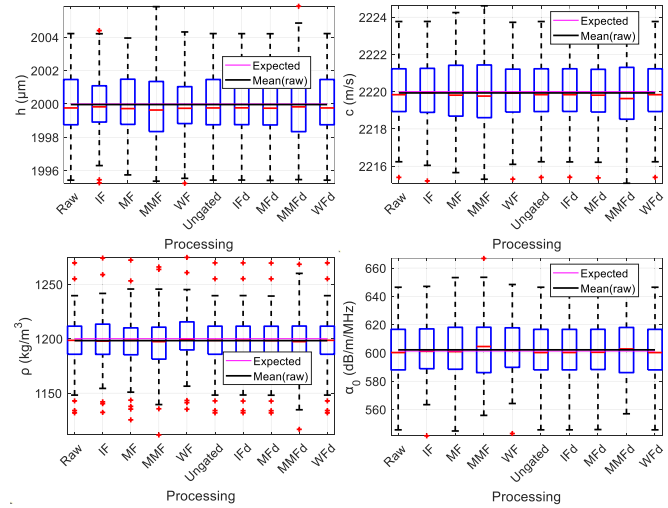 h (μm)
2006
2004
2002
2000
1998
1996
Expected
Mean(raw)
Raw
IF
MF
MMF
WF
Ungated
IFd
MFd
MMFd
WFd
Processing
c (m/s)
2224
2222
2220
2218
2216
Expected
Mean(raw)
Raw
IF
MF
MMF
WF
Ungated
IFd
MFd
MMFd
WFd
Processing
ρ (kg/m³)
1250
1200
1150
Expected
Mean(raw)
Raw
IF
MF
MMF
WF
Ungated
IFd
MFd
MMFd
WFd
Processing
α₀ (dB/m/MHz)
660
640
620
600
580
560
Expected
Mean(raw)
Raw
IF
MF
MMF
WF
Ungated
IFd
MFd
MMFd
WFd
Processing